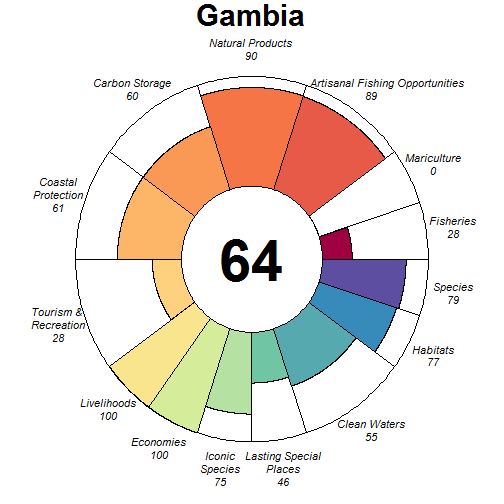 Gambia
Natural Products
90
Artisanal Fishing Opportunities
89
Mariculture
0
Fisheries
28
Species
79
Habitats
77
Clean Waters
55
Lasting Special
Places
46
Iconic
Species
75
Economies
100
Livelihoods
100
Tourism &
Recreation
28
Coastal
Protection
61
Carbon Storage
60
64